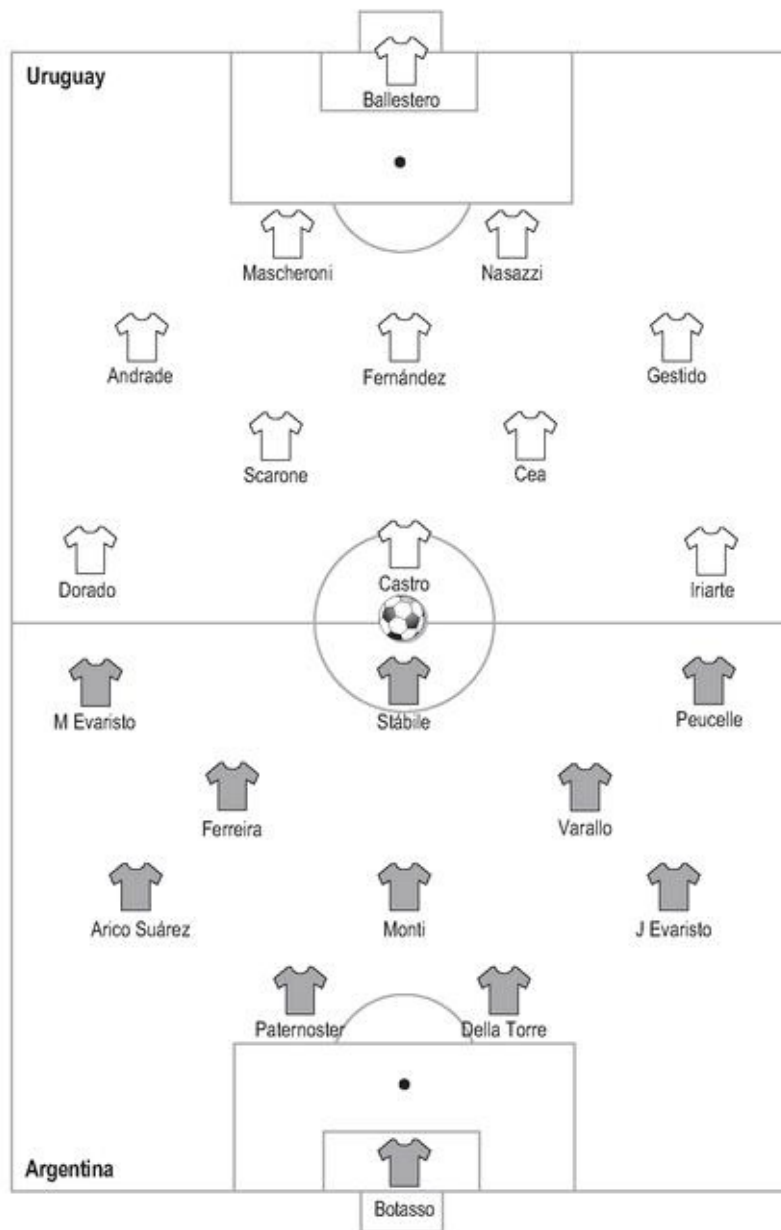 Uruguay
Ballestero
Mascheroni Nasazzi
Andrade Fernández Gestido
Scarone Cea
Dorado Castro Iriarte
M Evaristo Stábile Peucelle
Ferreira Varallo
Arico Suárez Monti J Evaristo
Paternoster Della Torre
Argentina
Botasso